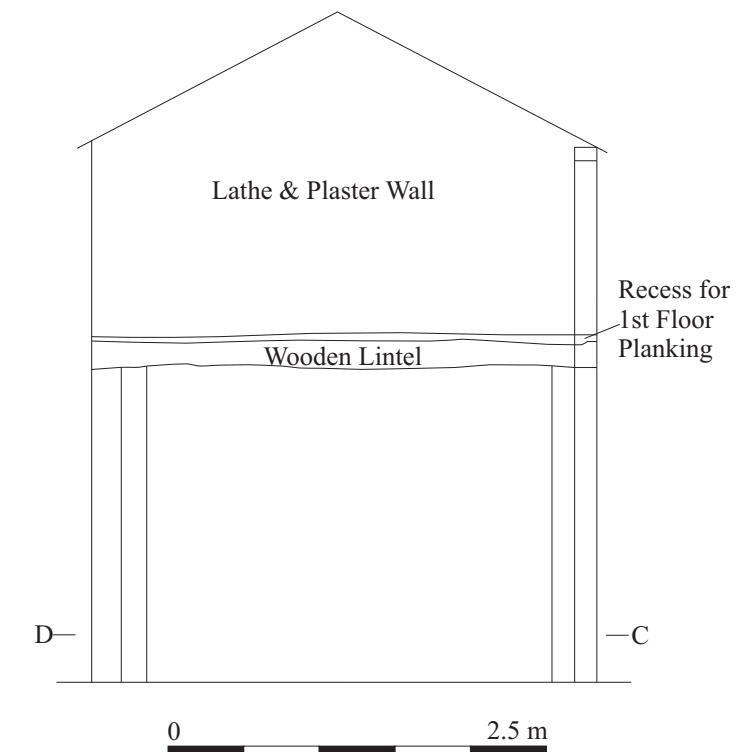 Lathe & Plaster Wall
Recess for
1st Floor
Planking
Wooden Lintel
D
C
0
2.5 m